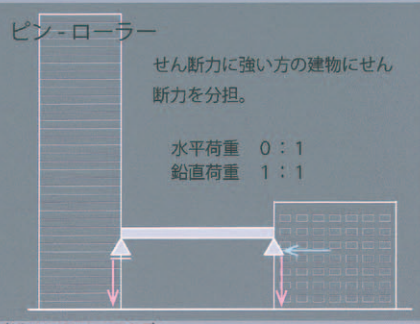 ピン - ローラー
せん断力に強い方の建物にせん
断力を分担。
水平荷重　0：1
鉛直荷重　1：1